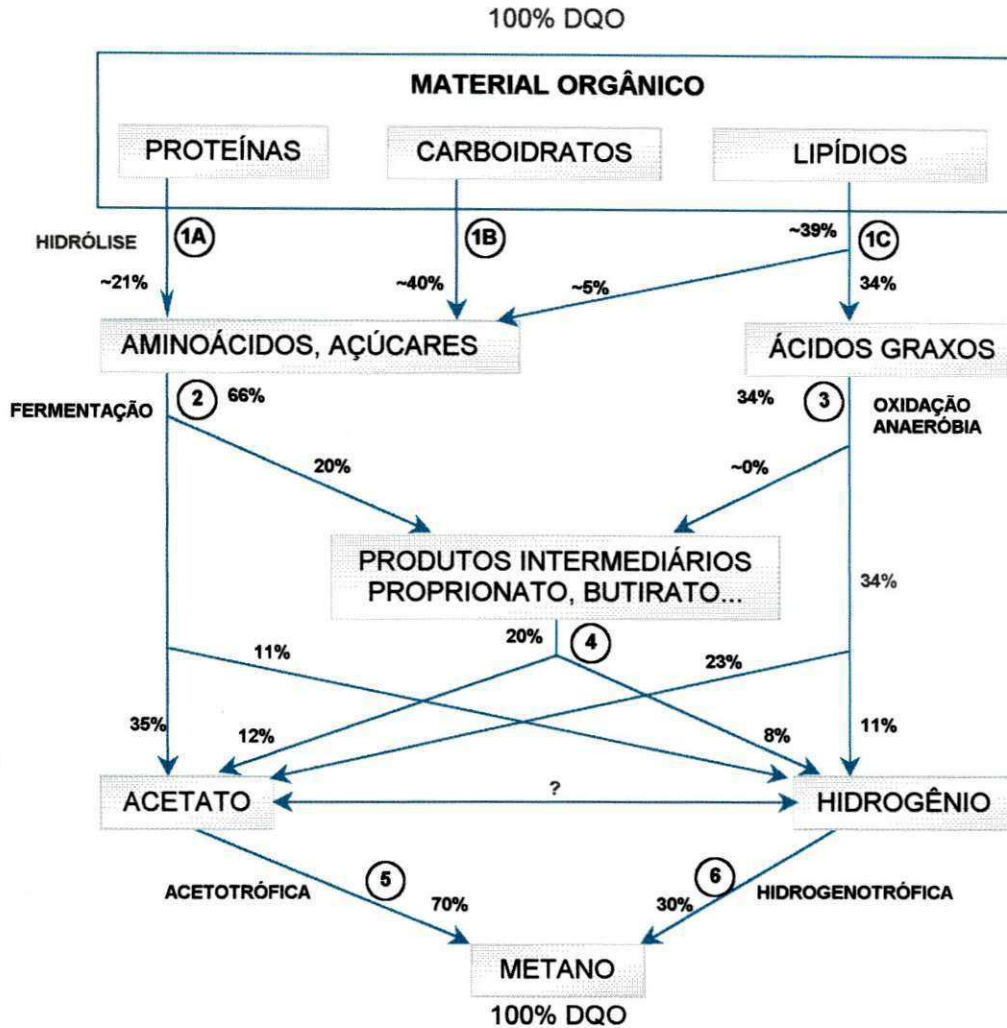 100% DQO
MATERIAL ORGÂNICO
PROTEÍNAS
CARBOIDRATOS
LIPÍDIOS
HIDRÓLISE
1A
1B
1C
~39%
~21%
~40%
~5%
34%
AMINOÁCIDOS, AÇÚCARES
ÁCIDOS GRAXOS
FERMENTAÇÃO
2
66%
34%
3
OXIDAÇÃO
ANAERÓBIA
20%
~0%
PRODUTOS INTERMEDIÁRIOS
PROPRIONATO, BUTIRATO...
34%
20%
4
11%
23%
35%
12%
8%
11%
ACETATO
?
HIDROGÊNIO
ACETOTRÓFICA
5
70%
6
30%
HIDROGENOTRÓFICA
METANO
100% DQO